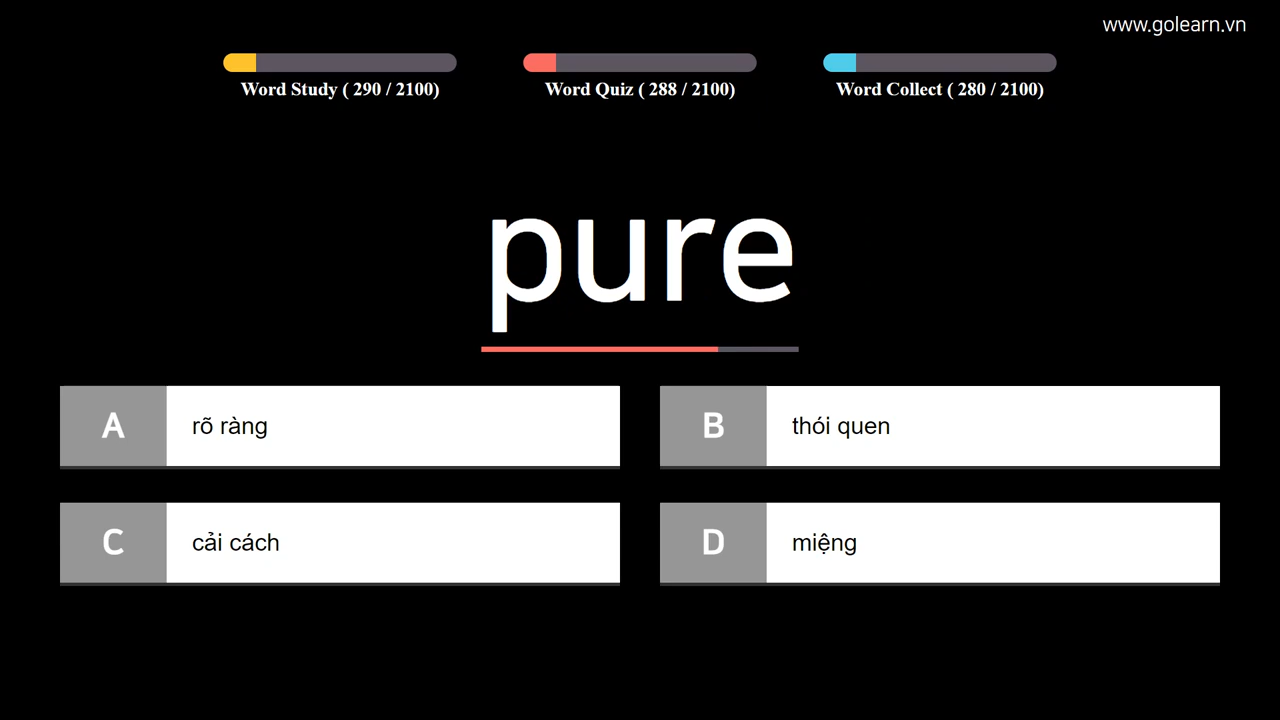 www.golearn.vn
Word Study ( 290 / 2100)
Word Quiz ( 288 / 2100)
Word Collect ( 280 / 2100)
pure
A rõ ràng
B thói quen
C cải cách
D miệng